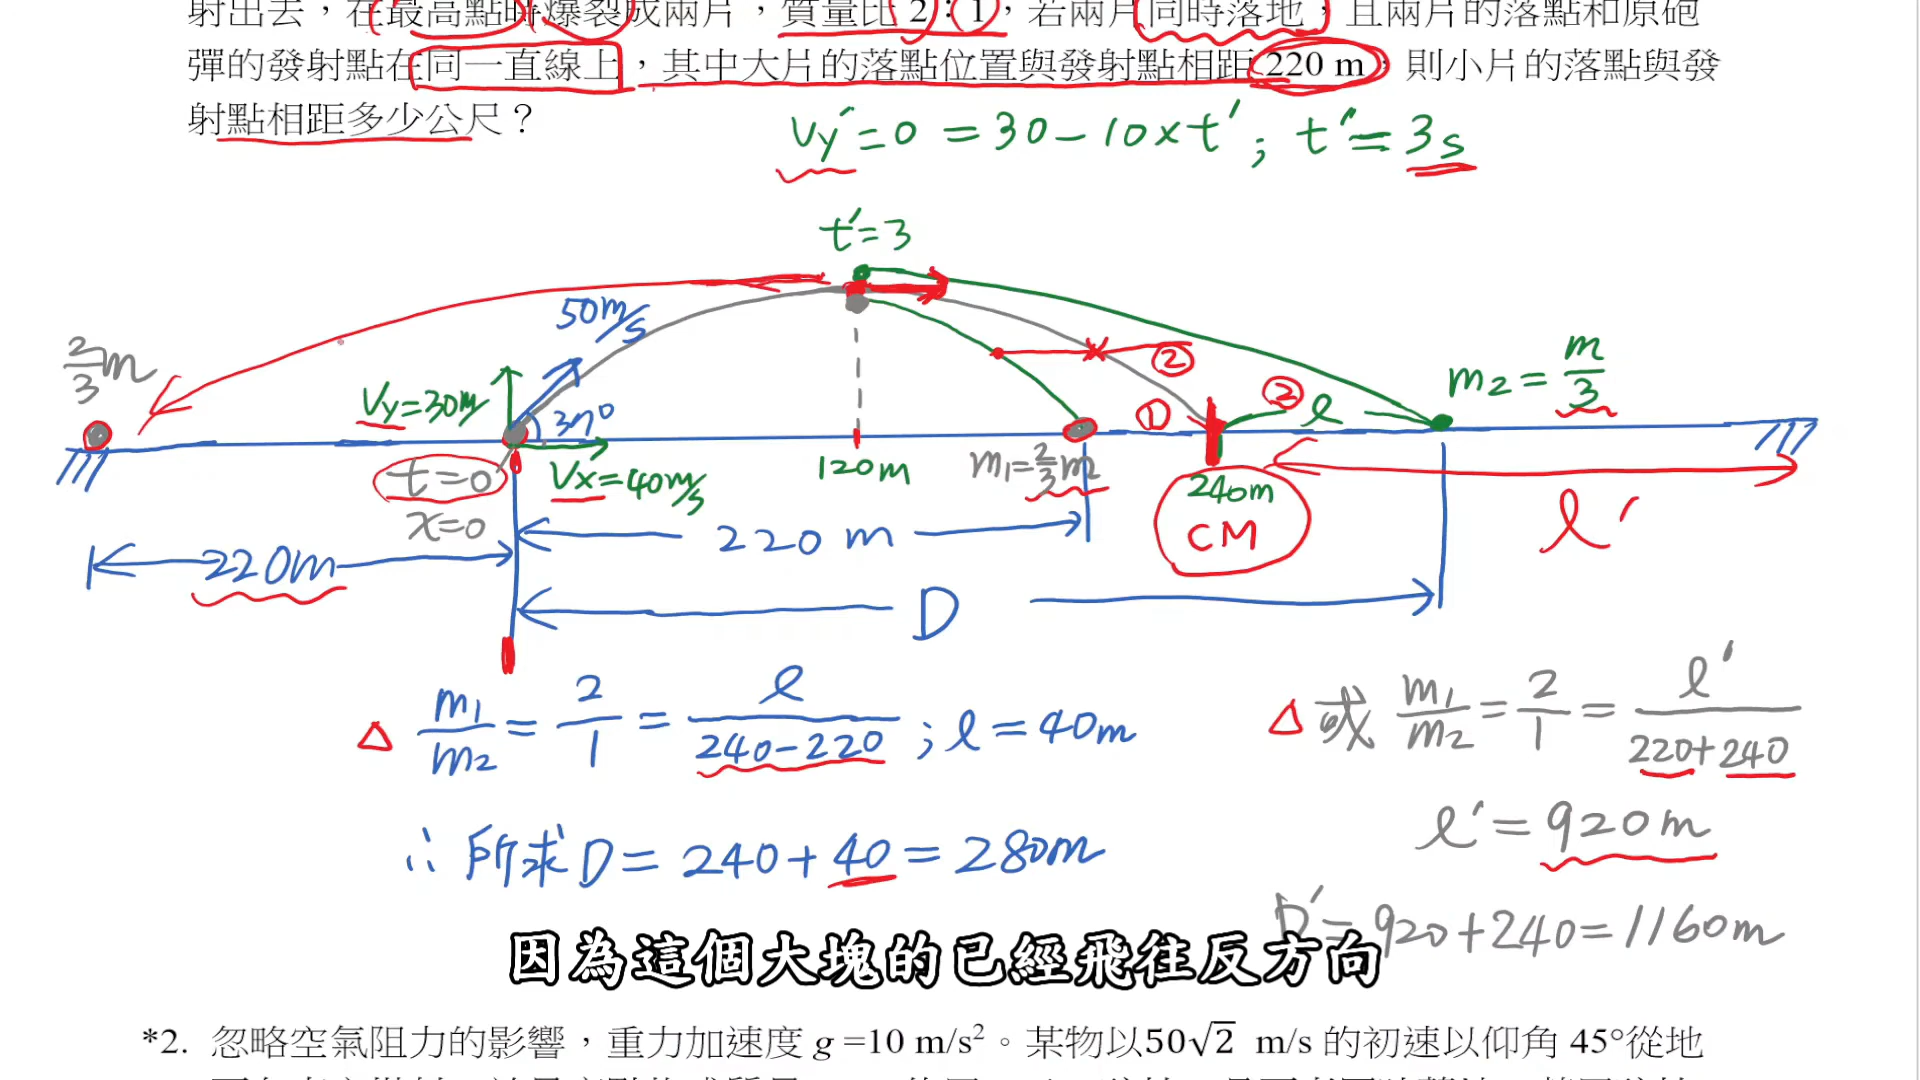 射出去，在最高點時爆裂成兩片，質量比 2：1，若兩片同時落地，且兩片的落點和原砲
彈的發射點在同一直線上，其中大片的落點位置與發射點相距 220 m，則小片的落點與發
射點相距多少公尺？
Vy′=0 = 30−10×t′ ; t′=3s
t′=3
50m/s
2/3 m
Vy=30m/s
37°
② 
② ℓ
①
m2 = m/3
t=0
Vx=40m/s
120m
m1=2/3 m
240m
CM
ℓ′
x=0
220m
220 m
D
△ m1/m2 = 2/1 = ℓ/(240−220) ; ℓ = 40m
△ 或 m1/m2 = 2/1 = ℓ′/(220+240)
ℓ′ = 920m
∴ 所求 D = 240+40 = 280m
D′= 920+240=1160m
因為這個大塊的已經飛往反方向
*2. 忽略空氣阻力的影響，重力加速度 g =10 m/s²。某物以50√2 m/s 的初速以仰角 45°從地